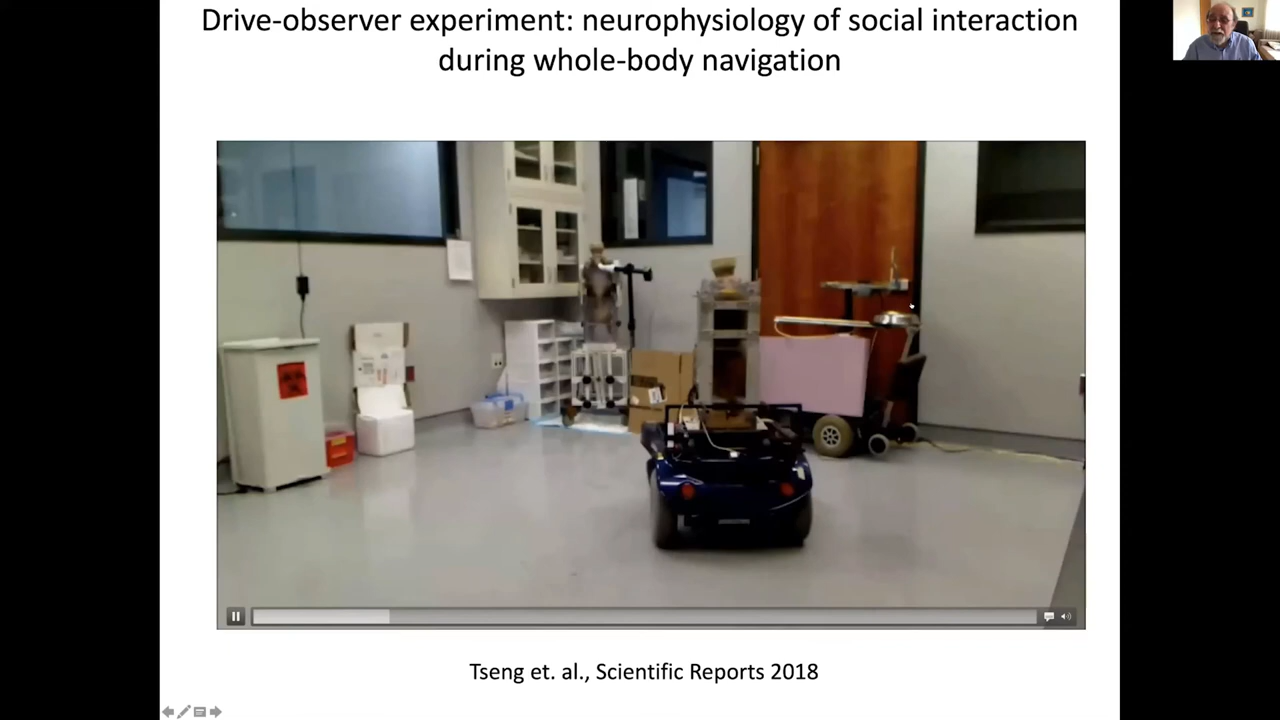 Drive-observer experiment: neurophysiology of social interaction
during whole-body navigation
Tseng et. al., Scientific Reports 2018